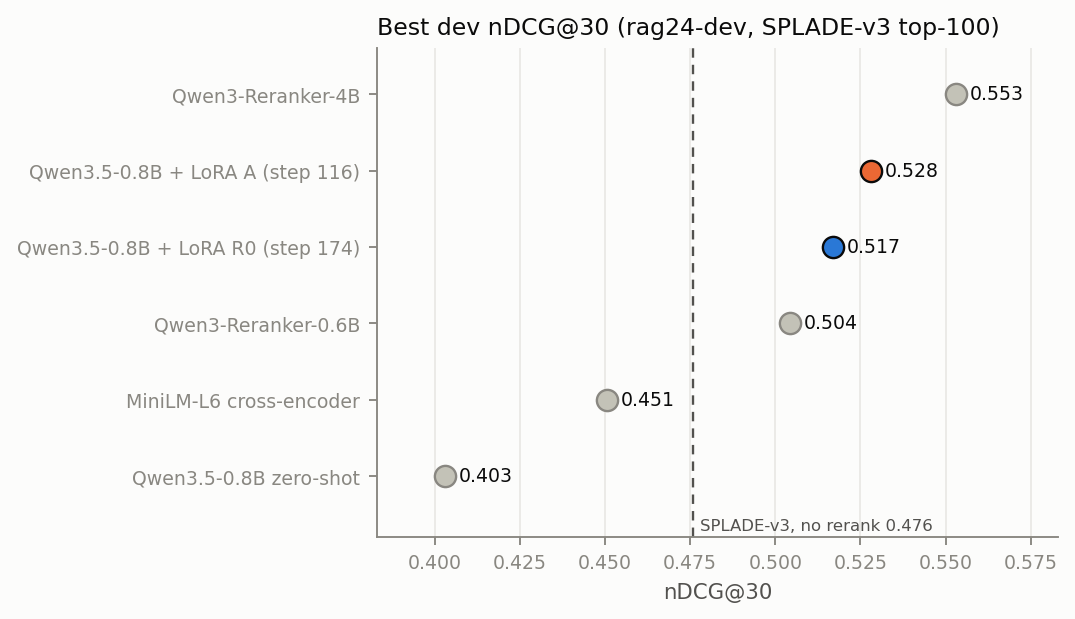 Best dev nDCG@30 (rag24-dev, SPLADE-v3 top-100)
Qwen3-Reranker-4B
0.553
Qwen3.5-0.8B + LoRA A (step 116)
0.528
Qwen3.5-0.8B + LoRA R0 (step 174)
0.517
Qwen3-Reranker-0.6B
0.504
MiniLM-L6 cross-encoder
0.451
Qwen3.5-0.8B zero-shot
0.403
SPLADE-v3, no rerank 0.476
0.400 0.425 0.450 0.475 0.500 0.525 0.550 0.575
nDCG@30